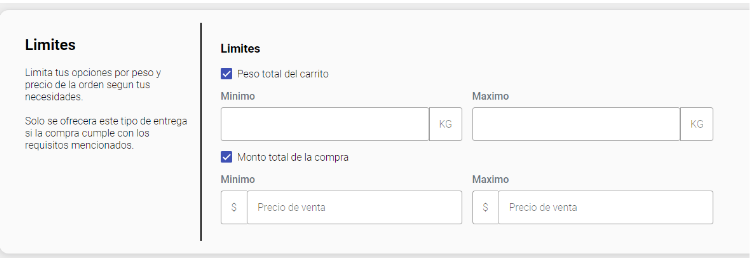 Limites
Limita tus opciones por peso y
precio de la orden segun tus
necesidades.
Solo se ofrecera este tipo de entrega
si la compra cumple con los
requisitos mencionados.
Limites
Peso total del carrito
Minimo
Maximo
KG
KG
Monto total de la compra
Minimo
Maximo
$ Precio de venta
$ Precio de venta